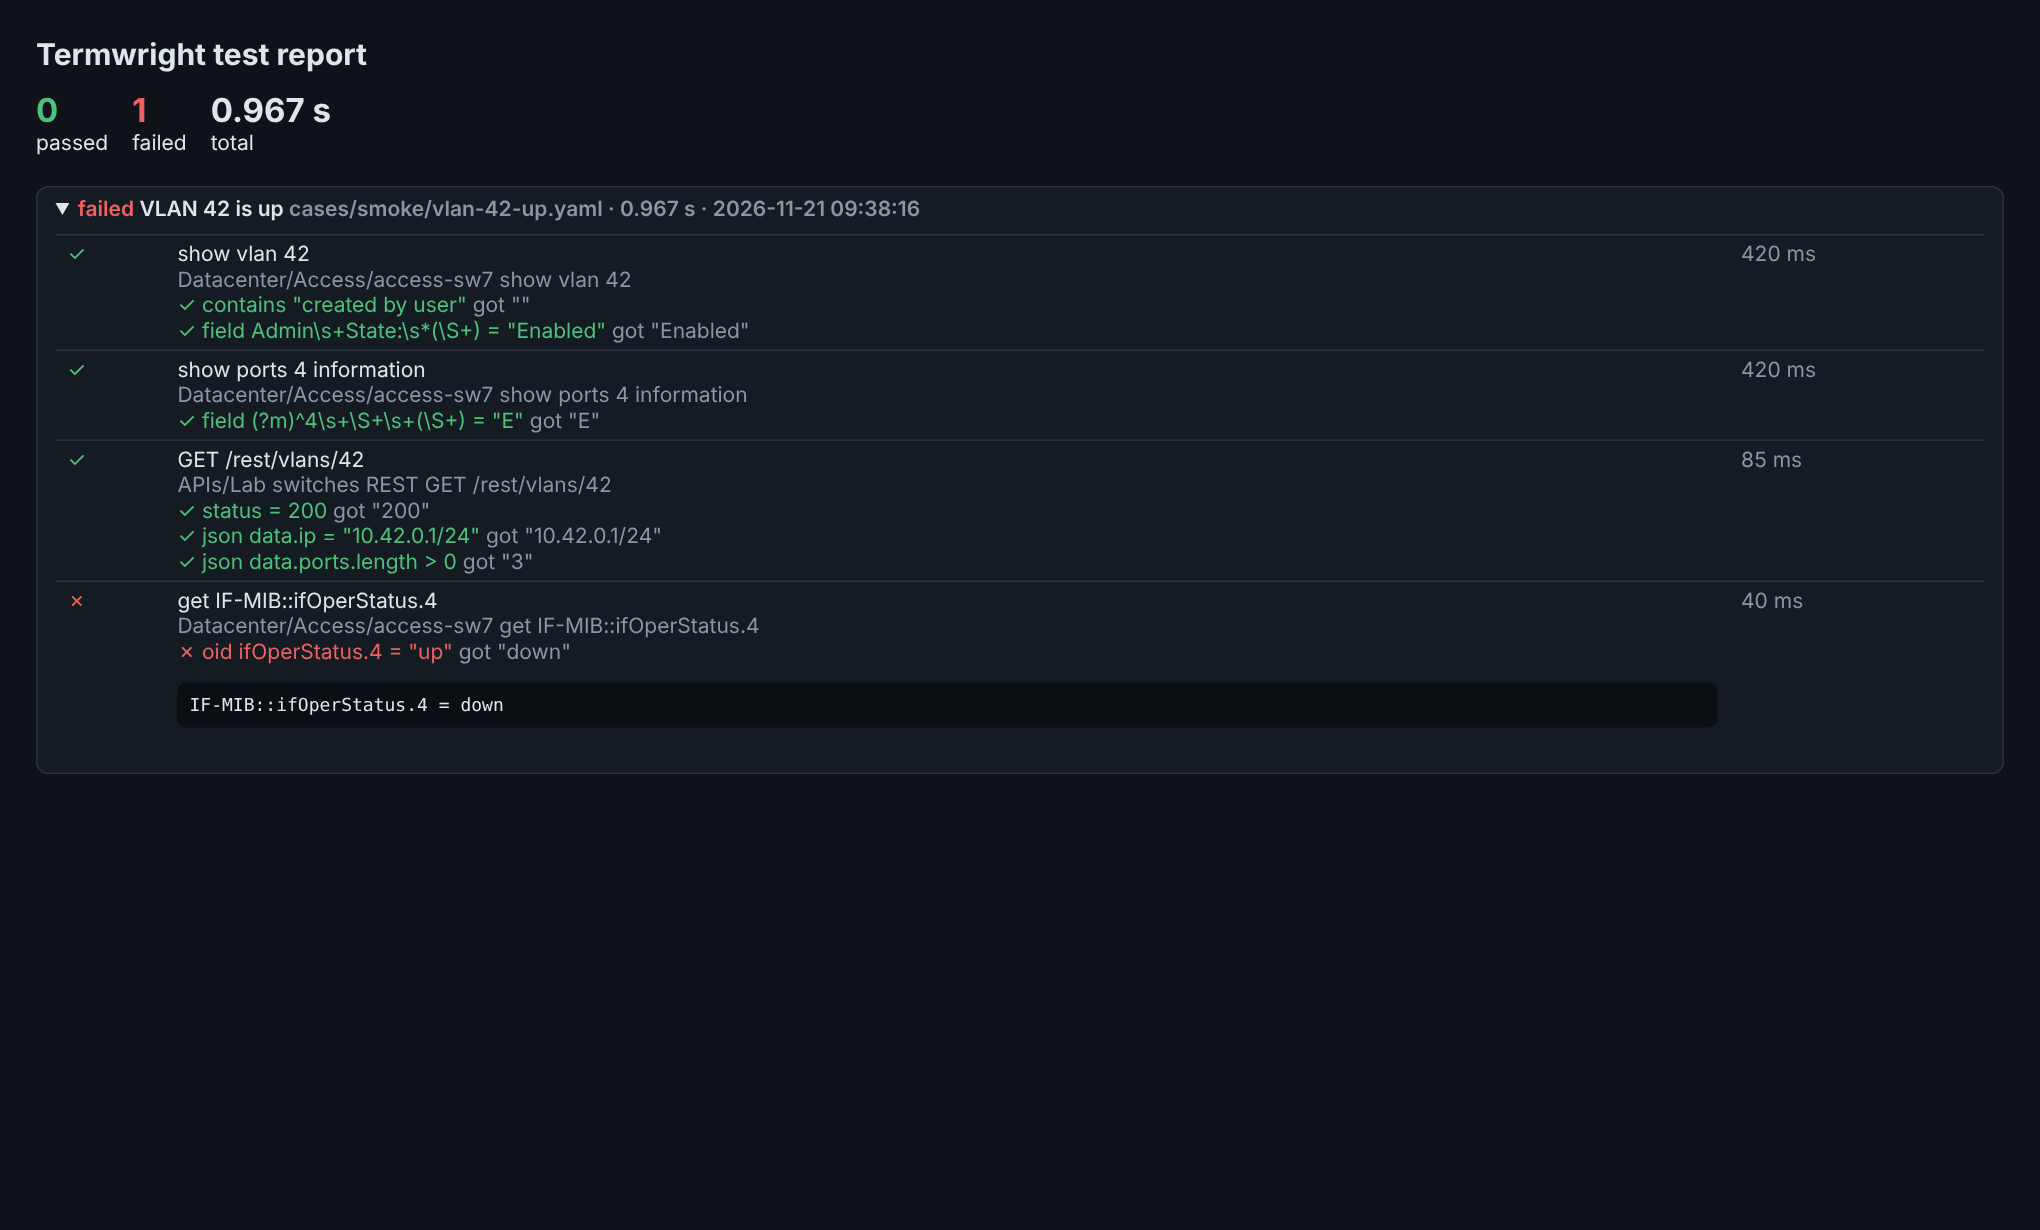 Termwright test report
0 1 0.967 s
passed failed total
▼ failed VLAN 42 is up cases/smoke/vlan-42-up.yaml · 0.967 s · 2026-11-21 09:38:16
✓ show vlan 42 420 ms
Datacenter/Access/access-sw7 show vlan 42
✓ contains "created by user" got ""
✓ field Admin\s+State:\s*(\S+) = "Enabled" got "Enabled"
✓ show ports 4 information 420 ms
Datacenter/Access/access-sw7 show ports 4 information
✓ field (?m)^4\s+\S+\s+(\S+) = "E" got "E"
✓ GET /rest/vlans/42 85 ms
APIs/Lab switches REST GET /rest/vlans/42
✓ status = 200 got "200"
✓ json data.ip = "10.42.0.1/24" got "10.42.0.1/24"
✓ json data.ports.length > 0 got "3"
✕ get IF-MIB::ifOperStatus.4 40 ms
Datacenter/Access/access-sw7 get IF-MIB::ifOperStatus.4
✕ oid ifOperStatus.4 = "up" got "down"
IF-MIB::ifOperStatus.4 = down